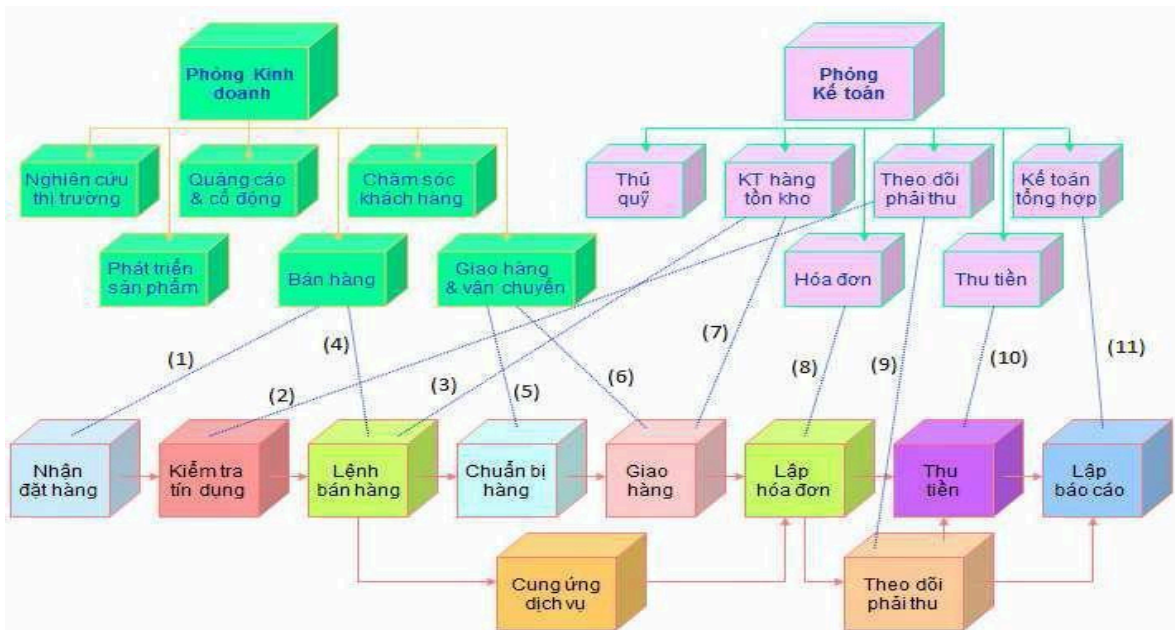 Phòng Kinh
doanh
Phòng
Kế toán
Nghiên cứu
thị trường
Quảng cáo
& cổ động
Chăm sóc
khách hàng
Thủ
quỹ
KT hàng
tồn kho
Theo dõi
phải thu
Kế toán
tổng hợp
Phát triển
sản phẩm
Bán hàng
Giao hàng
& vận chuyển
Hóa đơn
Thu tiền
(1)
(4)
(2)
(3)
(5)
(6)
(7)
(8)
(9)
(10)
(11)
Nhận
đặt hàng
Kiểm tra
tín dụng
Lệnh
bán hàng
Chuẩn bị
hàng
Giao
hàng
Lập
hóa đơn
Thu
tiền
Lập
báo cáo
Cung ứng
dịch vụ
Theo dõi
phải thu